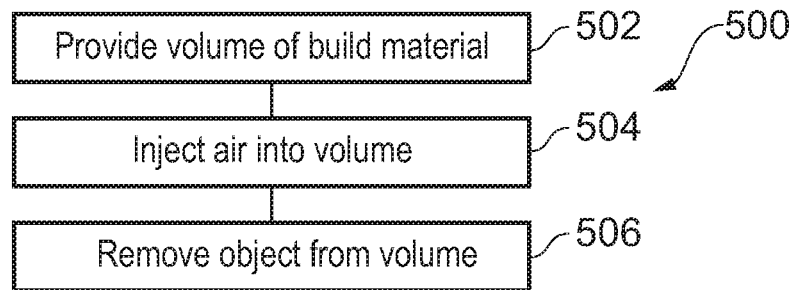 Provide volume of build material 502
500
Inject air into volume 504
Remove object from volume 506